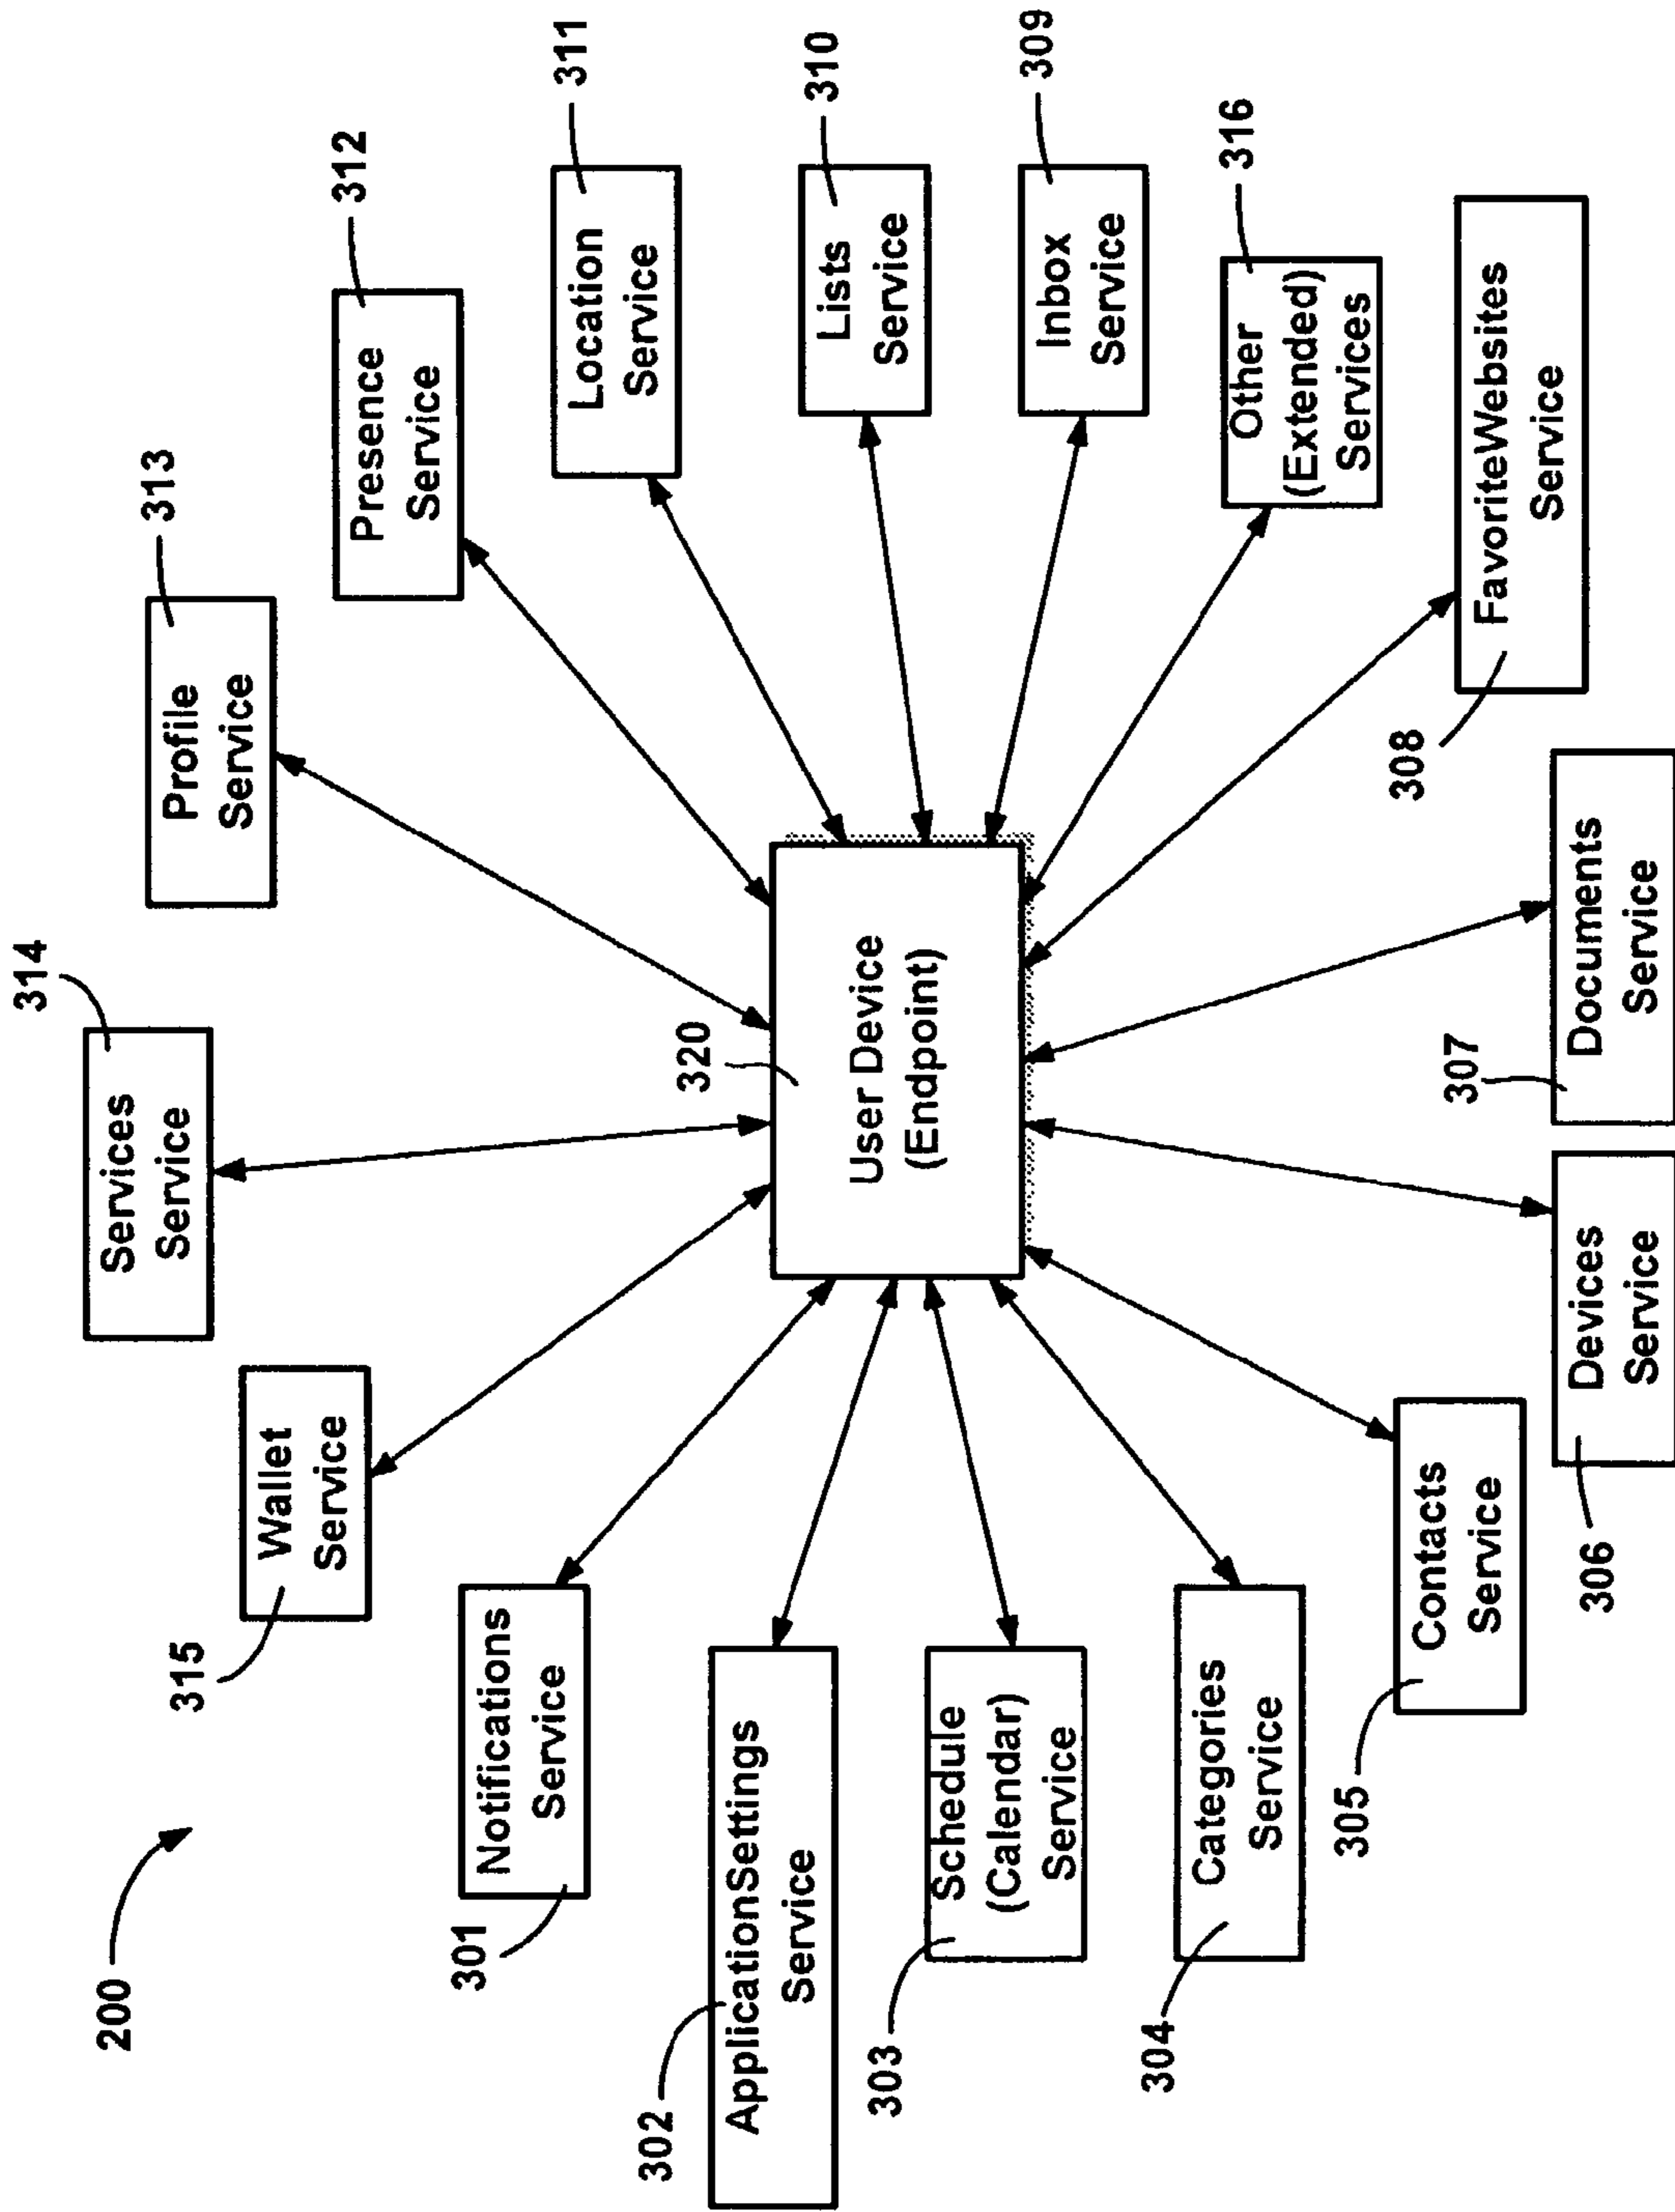 200
314
Services
Service
313
Profile
Service
315
Wallet
Service
312
Presence
Service
301
Notifications
Service
311
Location
Service
302
ApplicationSettings
Service
320
User Device
(Endpoint)
310
Lists
Service
303
Schedule
(Calendar)
Service
309
Inbox
Service
304
Categories
Service
316
Other
(Extended)
Services
305
Contacts
Service
308
FavoriteWebsites
Service
306
Devices
Service
307
Documents
Service